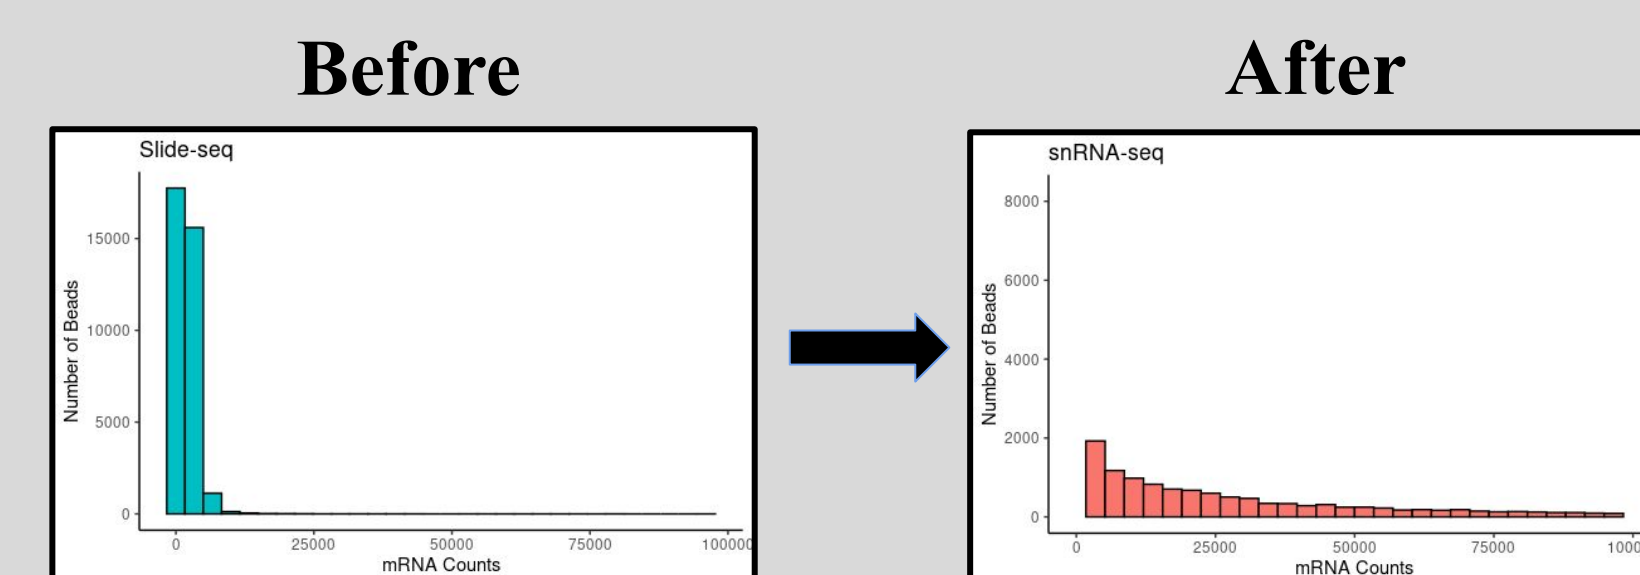 Before
After
Slide-seq
Number of Beads
15000
10000
5000
0
0 25000 50000 75000 100000
mRNA Counts
snRNA-seq
Number of Beads
8000
6000
4000
2000
0
0 25000 50000 75000 1000
mRNA Counts